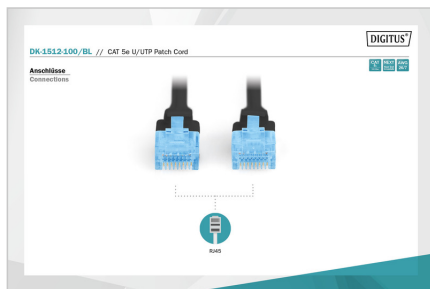 DIGITUS®
DK-1512-100/BL // CAT 5e U/UTP Patch Cord
Anschlüsse
Connections
RJ45